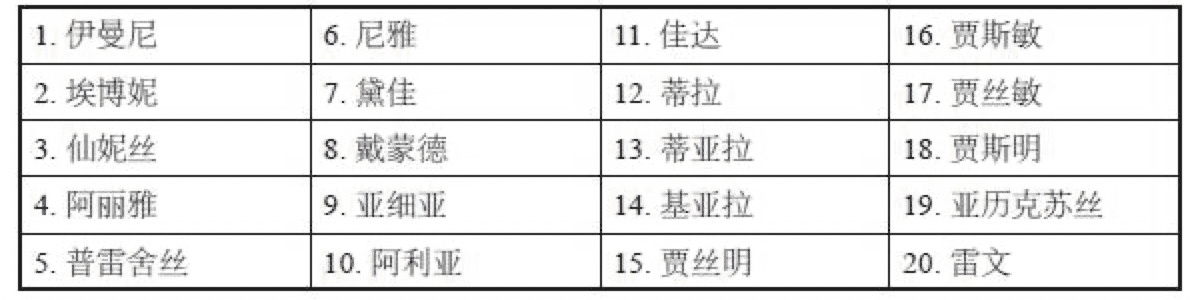 1. 伊曼尼 6. 尼雅 11. 佳达 16. 贾斯敏
2. 埃博妮 7. 黛佳 12. 蒂拉 17. 贾丝敏
3. 仙妮丝 8. 戴蒙德 13. 蒂亚拉 18. 贾斯明
4. 阿丽雅 9. 亚细亚 14. 基亚拉 19. 亚历克苏丝
5. 普雷舍丝 10. 阿利亚 15. 贾丝明 20. 雷文